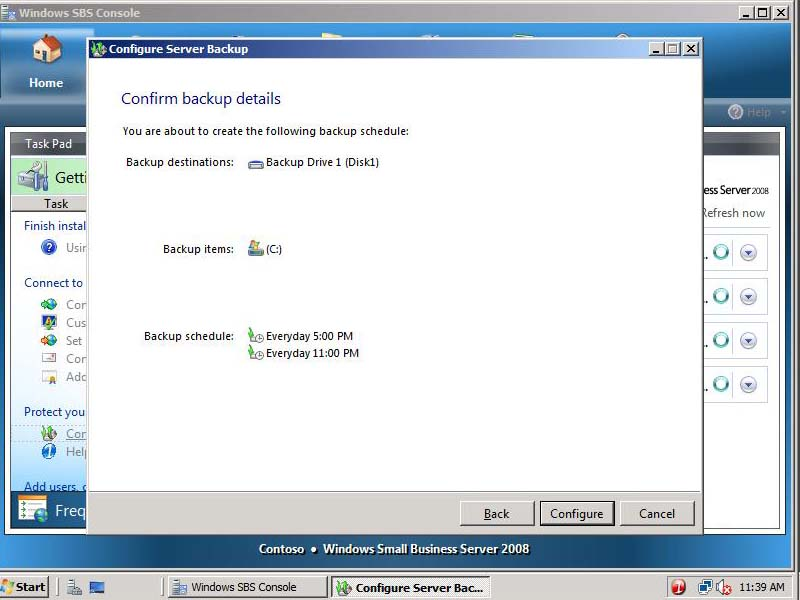 Windows SBS Console
Configure Server Backup
Home
Help
Confirm backup details
You are about to create the following backup schedule:
Backup destinations: Backup Drive 1 (Disk1)
Backup items: (C:)
Backup schedule: Everyday 5:00 PM
Everyday 11:00 PM
Back Configure Cancel
Task Pad
Task
Finish
Connect to
Set
Protect you
Add users,
Server 2008
Refresh now
Contoso • Windows Small Business Server 2008
Start Windows SBS Console Configure Server Bac... 11:39 AM